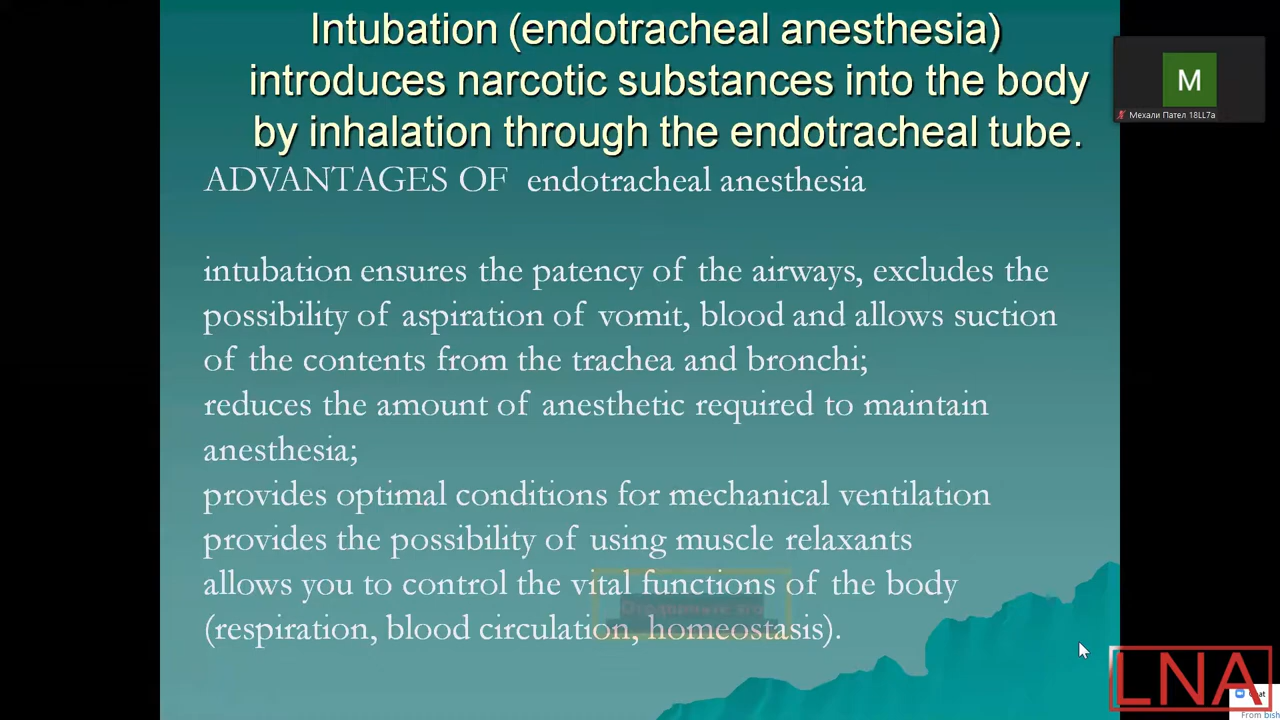 Intubation (endotracheal anesthesia)
introduces narcotic substances into the body
by inhalation through the endotracheal tube.
ADVANTAGES OF endotracheal anesthesia
intubation ensures the patency of the airways, excludes the
possibility of aspiration of vomit, blood and allows suction
of the contents from the trachea and bronchi;
reduces the amount of anesthetic required to maintain
anesthesia;
provides optimal conditions for mechanical ventilation
provides the possibility of using muscle relaxants
allows you to control the vital functions of the body
(respiration, blood circulation, homeostasis).
M
Механи Пател 18LL7a
LNA
From bish